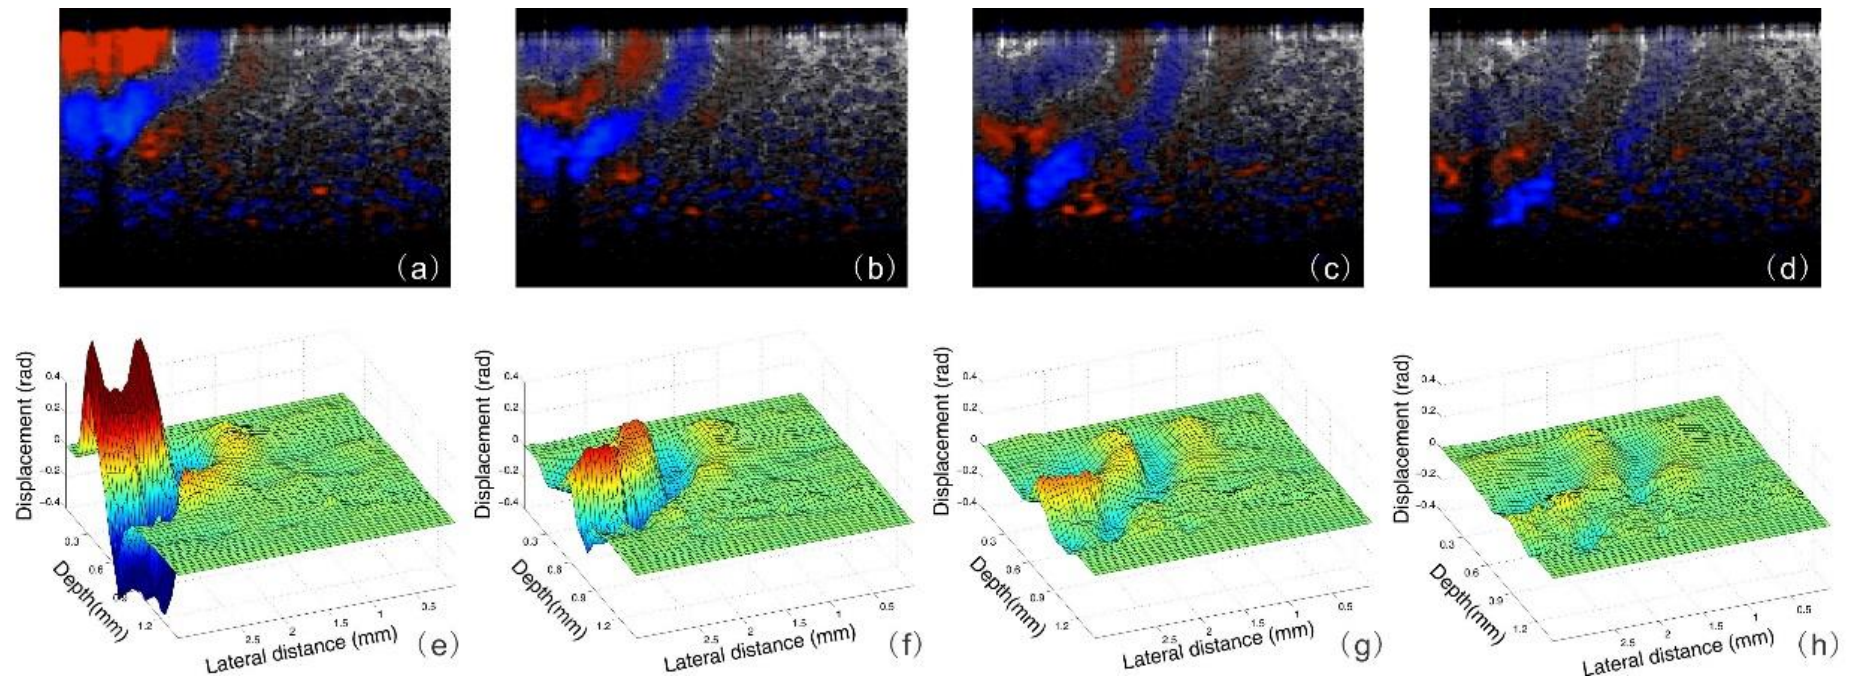 (a)
(b)
(c)
(d)
Displacement (rad)
0.4
0.2
0
-0.2
-0.4
0.3
0.6
1.2
Depth(mm)
2.5
2
1.5
1
0.5
Lateral distance (mm)
(e)
Displacement (rad)
0.4
0.2
0
-0.2
-0.4
0.3
0.6
0.9
1.2
Depth(mm)
2.5
2
1.5
1
0.5
Lateral distance (mm)
(f)
Displacement (rad)
0.4
0.2
0
-0.2
-0.4
0.3
0.6
0.9
1.2
Depth(mm)
2.5
2
1.5
1
0.5
Lateral distance (mm)
(g)
Displacement (rad)
0.4
0.2
0
-0.2
-0.4
0.3
0.6
0.9
1.2
Depth(mm)
2.5
2
1.5
1
0.5
Lateral distance (mm)
(h)